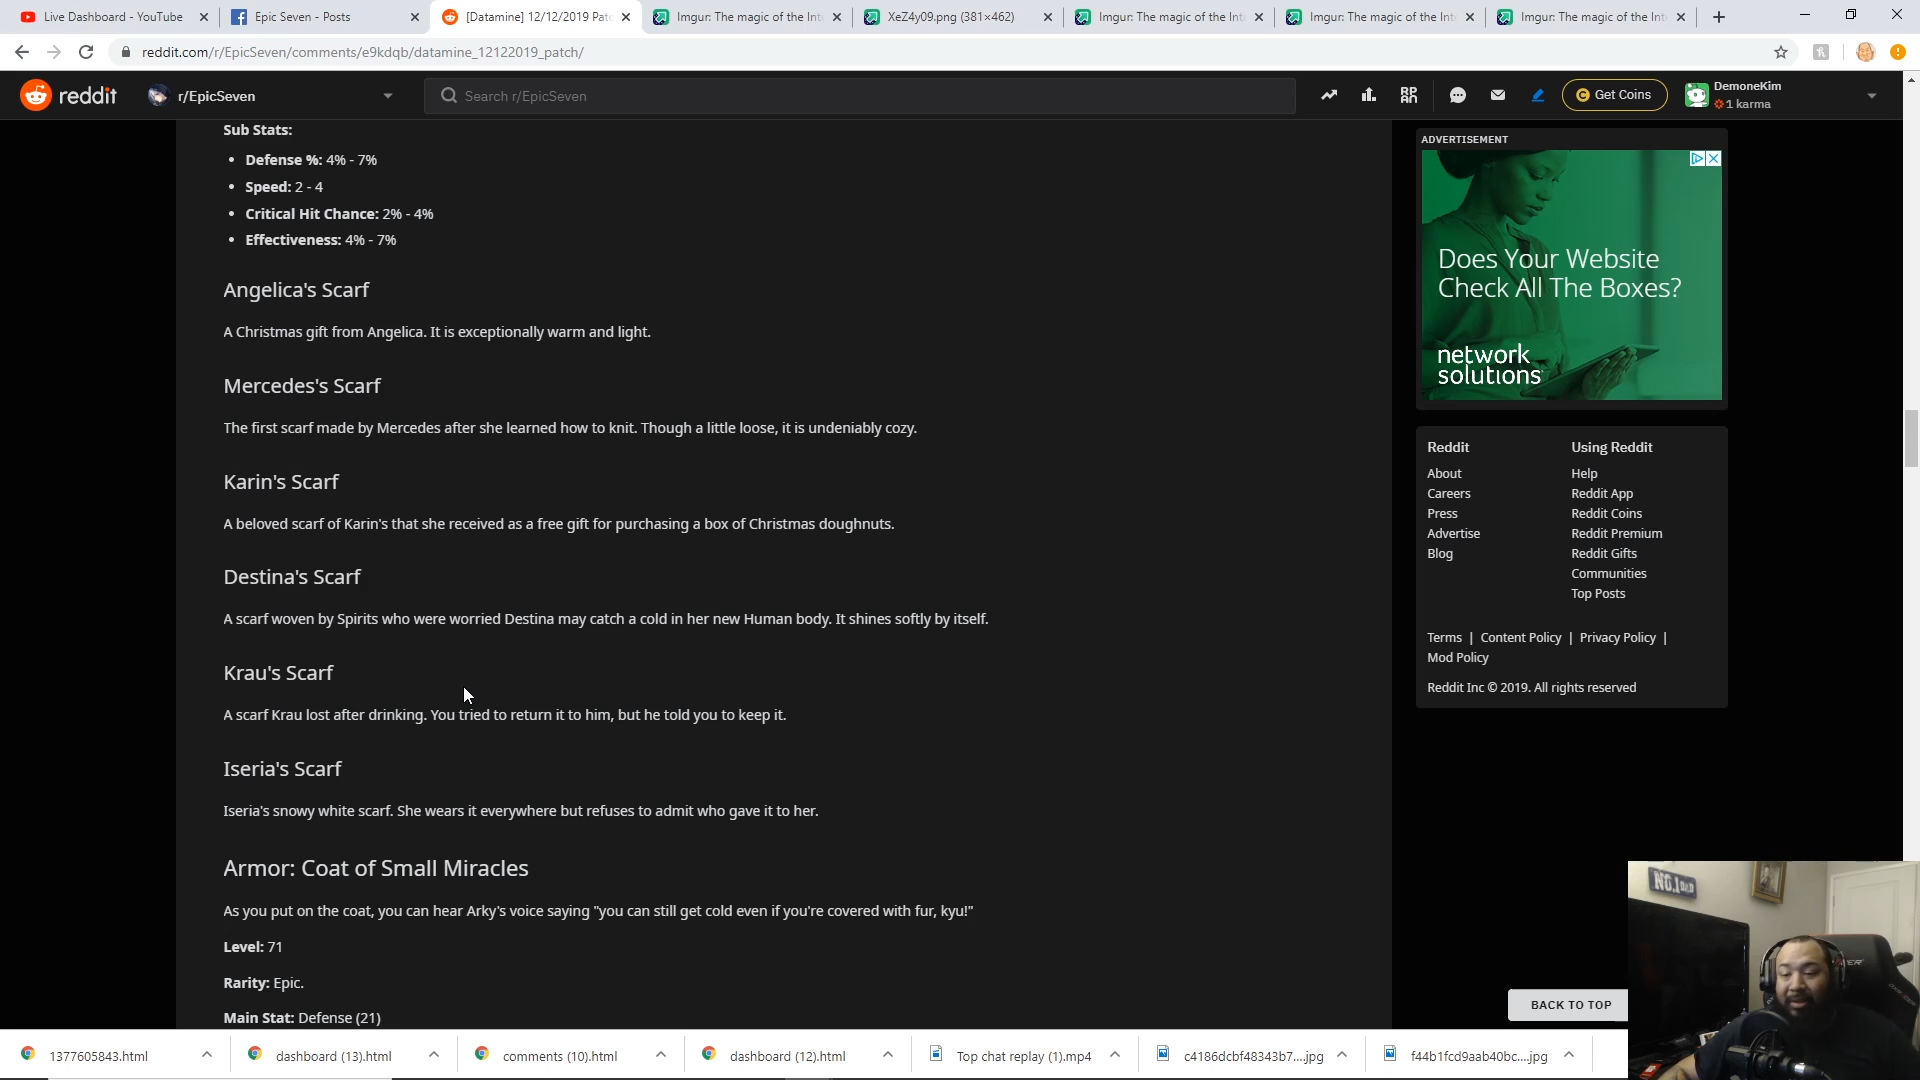 Live Dashboard - YouTube
Epic Seven - Posts
[Datamine] 12/12/2019 Patc
Imgur: The magic of the Inte
XeZ4y09.png (381×462)
Imgur: The magic of the Inte
Imgur: The magic of the Inte
Imgur: The magic of the Inte
reddit.com/r/EpicSeven/comments/e9kdqb/datamine_12122019_patch/
reddit
r/EpicSeven
Search r/EpicSeven
Get Coins
DemoneKim
1 karma
Sub Stats:
• Defense %: 4% - 7%
• Speed: 2 - 4
• Critical Hit Chance: 2% - 4%
• Effectiveness: 4% - 7%
Angelica's Scarf
A Christmas gift from Angelica. It is exceptionally warm and light.
Mercedes's Scarf
The first scarf made by Mercedes after she learned how to knit. Though a little loose, it is undeniably cozy.
Karin's Scarf
A beloved scarf of Karin's that she received as a free gift for purchasing a box of Christmas doughnuts.
Destina's Scarf
A scarf woven by Spirits who were worried Destina may catch a cold in her new Human body. It shines softly by itself.
Krau's Scarf
A scarf Krau lost after drinking. You tried to return it to him, but he told you to keep it.
Iseria's Scarf
Iseria's snowy white scarf. She wears it everywhere but refuses to admit who gave it to her.
Armor: Coat of Small Miracles
As you put on the coat, you can hear Arky's voice saying "you can still get cold even if you're covered with fur, kyu!"
Level: 71
Rarity: Epic.
Main Stat: Defense (21)
ADVERTISEMENT
Does Your Website
Check All The Boxes?
network
solutions
Reddit
About
Careers
Press
Advertise
Blog
Using Reddit
Help
Reddit App
Reddit Coins
Reddit Premium
Reddit Gifts
Communities
Top Posts
Terms | Content Policy | Privacy Policy |
Mod Policy
Reddit Inc © 2019. All rights reserved
BACK TO TOP
NO.1 DAD
1377605843.html
dashboard (13).html
comments (10).html
dashboard (12).html
Top chat replay (1).mp4
c4186dcbf48343b7....jpg
f44b1fcd9aab40bc....jpg